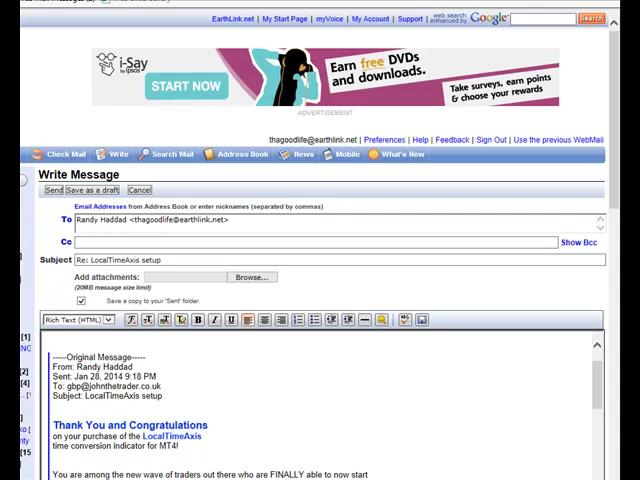 EarthLink.net | My Start Page | myVoice | My Account | Support
web search
enhanced by Google Search
i-Say
by Ipsos
START NOW
Earn free DVDs
and downloads.
Take surveys, earn points
& choose your rewards
ADVERTISEMENT
thagoodlife@earthlink.net | Preferences | Help | Feedback | Sign Out | Use the previous WebMail
Check Mail Write Search Mail Address Book News Mobile What's New
Write Message
Send Save as a draft Cancel
Email Addresses from Address Book or enter nicknames (separated by commas)
To Randy Haddad <thagoodlife@earthlink.net>
Cc Show Bcc
Subject Re: LocalTimeAxis setup
Add attachments: Browse...
(20MB message size limit)
Save a copy to your 'Sent' folder.
Rich Text (HTML) B I U
-----Original Message-----
From: Randy Haddad
Sent: Jan 28, 2014 9:18 PM
To: gbp@johnthetrader.co.uk
Subject: LocalTimeAxis setup
Thank You and Congratulations
on your purchase of the LocalTimeAxis
time conversion indicator for MT4!
You are among the new wave of traders out there who are FINALLY able to now start
[1]
[2]
[4]
[15